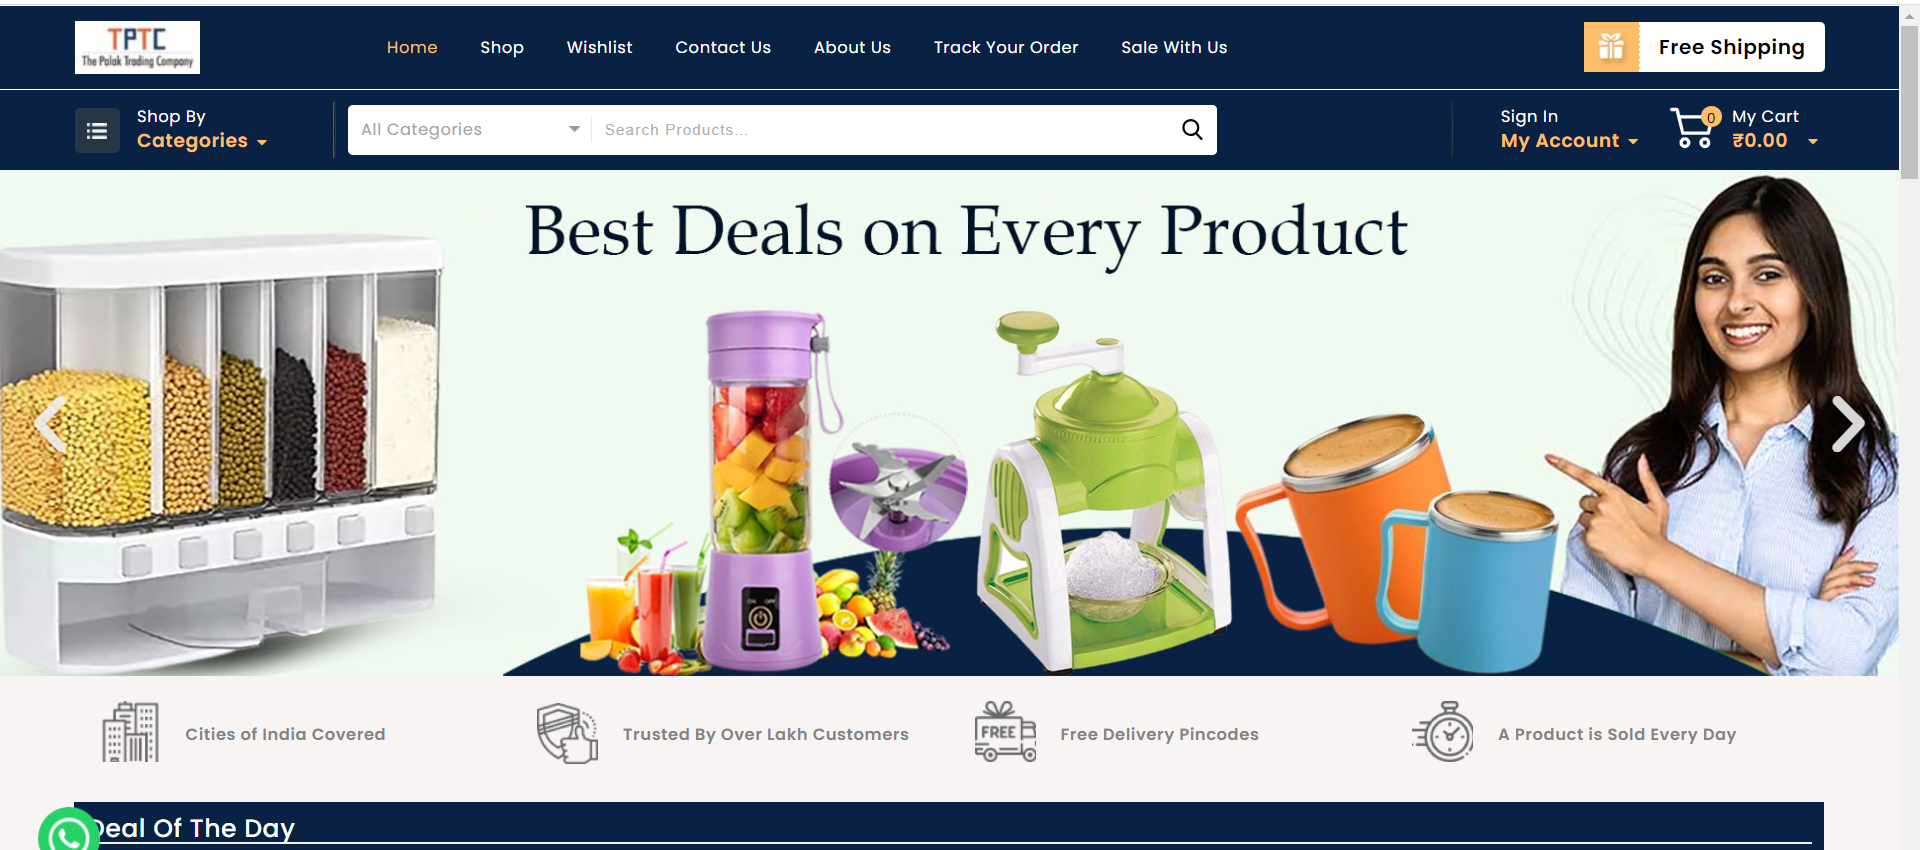 TPTC
The Palak Trading Company
Home
Shop
Wishlist
Contact Us
About Us
Track Your Order
Sale With Us
Free Shipping
Shop By
Categories
All Categories
Search Products...
Sign In
My Account
0
My Cart
₹0.00
Best Deals on Every Product
ON OFF
Cities of India Covered
Trusted By Over Lakh Customers
FREE
Free Delivery Pincodes
A Product is Sold Every Day
Deal Of The Day